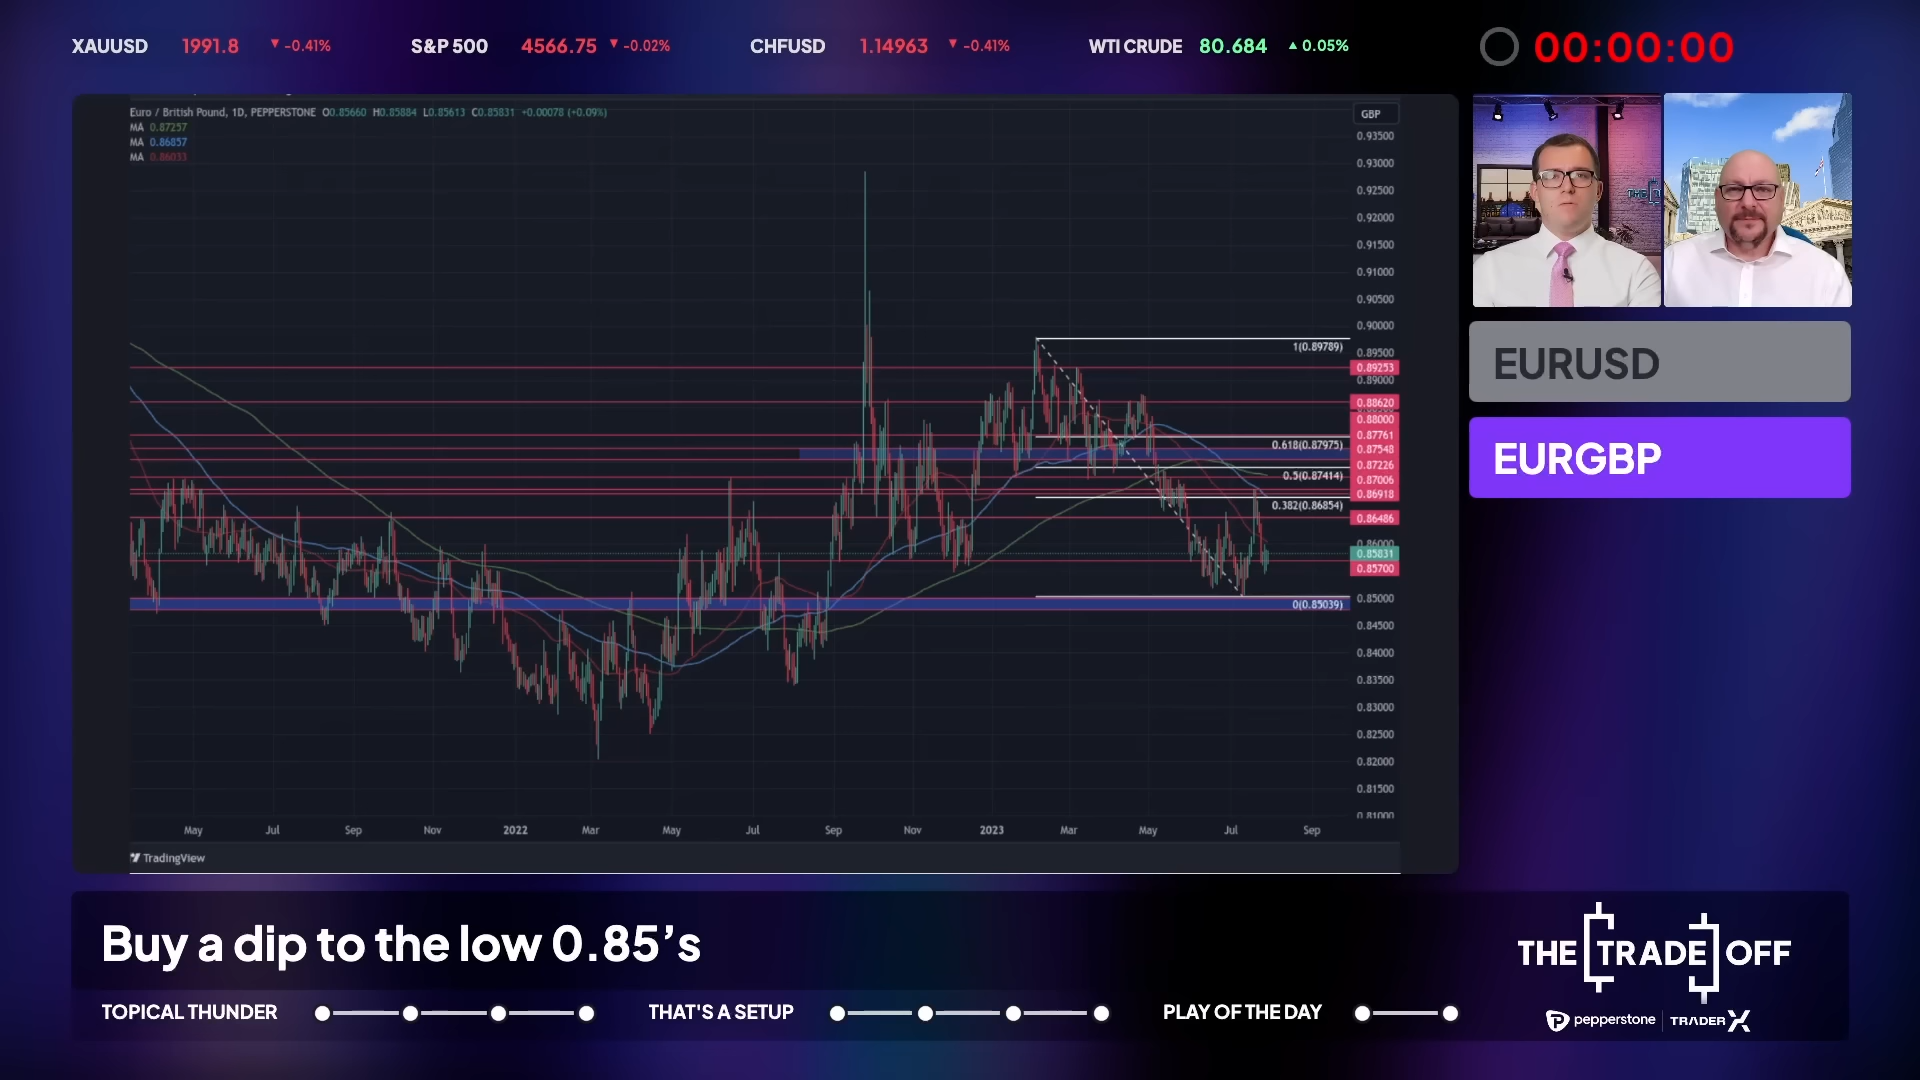 XAUUSD 1991.8 ▼ -0.41% S&P 500 4566.75 ▼ -0.02% CHFUSD 1.14963 ▼ -0.41% WTI CRUDE 80.684 ▲ 0.05% 00:00:00
Euro / British Pound, 1D, PEPPERSTONE O0.85660 H0.85884 L0.85613 C0.85831 +0.00078 (+0.09%)
MA 0.87257
MA 0.86857
MA 0.86033
GBP
0.93500
0.93000
0.92500
0.92000
0.91500
0.91000
0.90500
0.90000
1(0.89789)
0.89500
0.89253
0.89000
0.88620
0.88000
0.87761
0.618(0.87975)
0.87548
0.87226
0.5(0.87414)
0.87006
0.86918
0.382(0.86854)
0.86486
0.86000
0.85831
0.85700
0.85000
0(0.85039)
0.84500
0.84000
0.83500
0.83000
0.82500
0.82000
0.81500
0.81000
May Jul Sep Nov 2022 Mar May Jul Sep Nov 2023 Mar May Jul Sep
TradingView
EURUSD
EURGBP
Buy a dip to the low 0.85’s
TOPICAL THUNDER THAT'S A SETUP PLAY OF THE DAY
THE TRADE OFF
pepperstone TRADER X